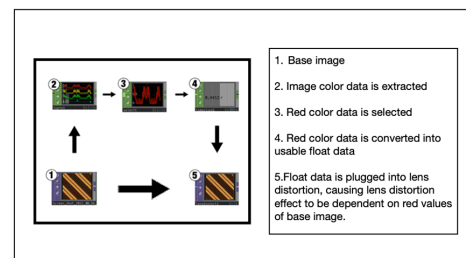 2
3
4
1
5
1. Base image
2. Image color data is extracted
3. Red color data is selected
4. Red color data is converted into
usable float data
5.Float data is plugged into lens
distortion, causing lens distortion
effect to be dependent on red values
of base image.